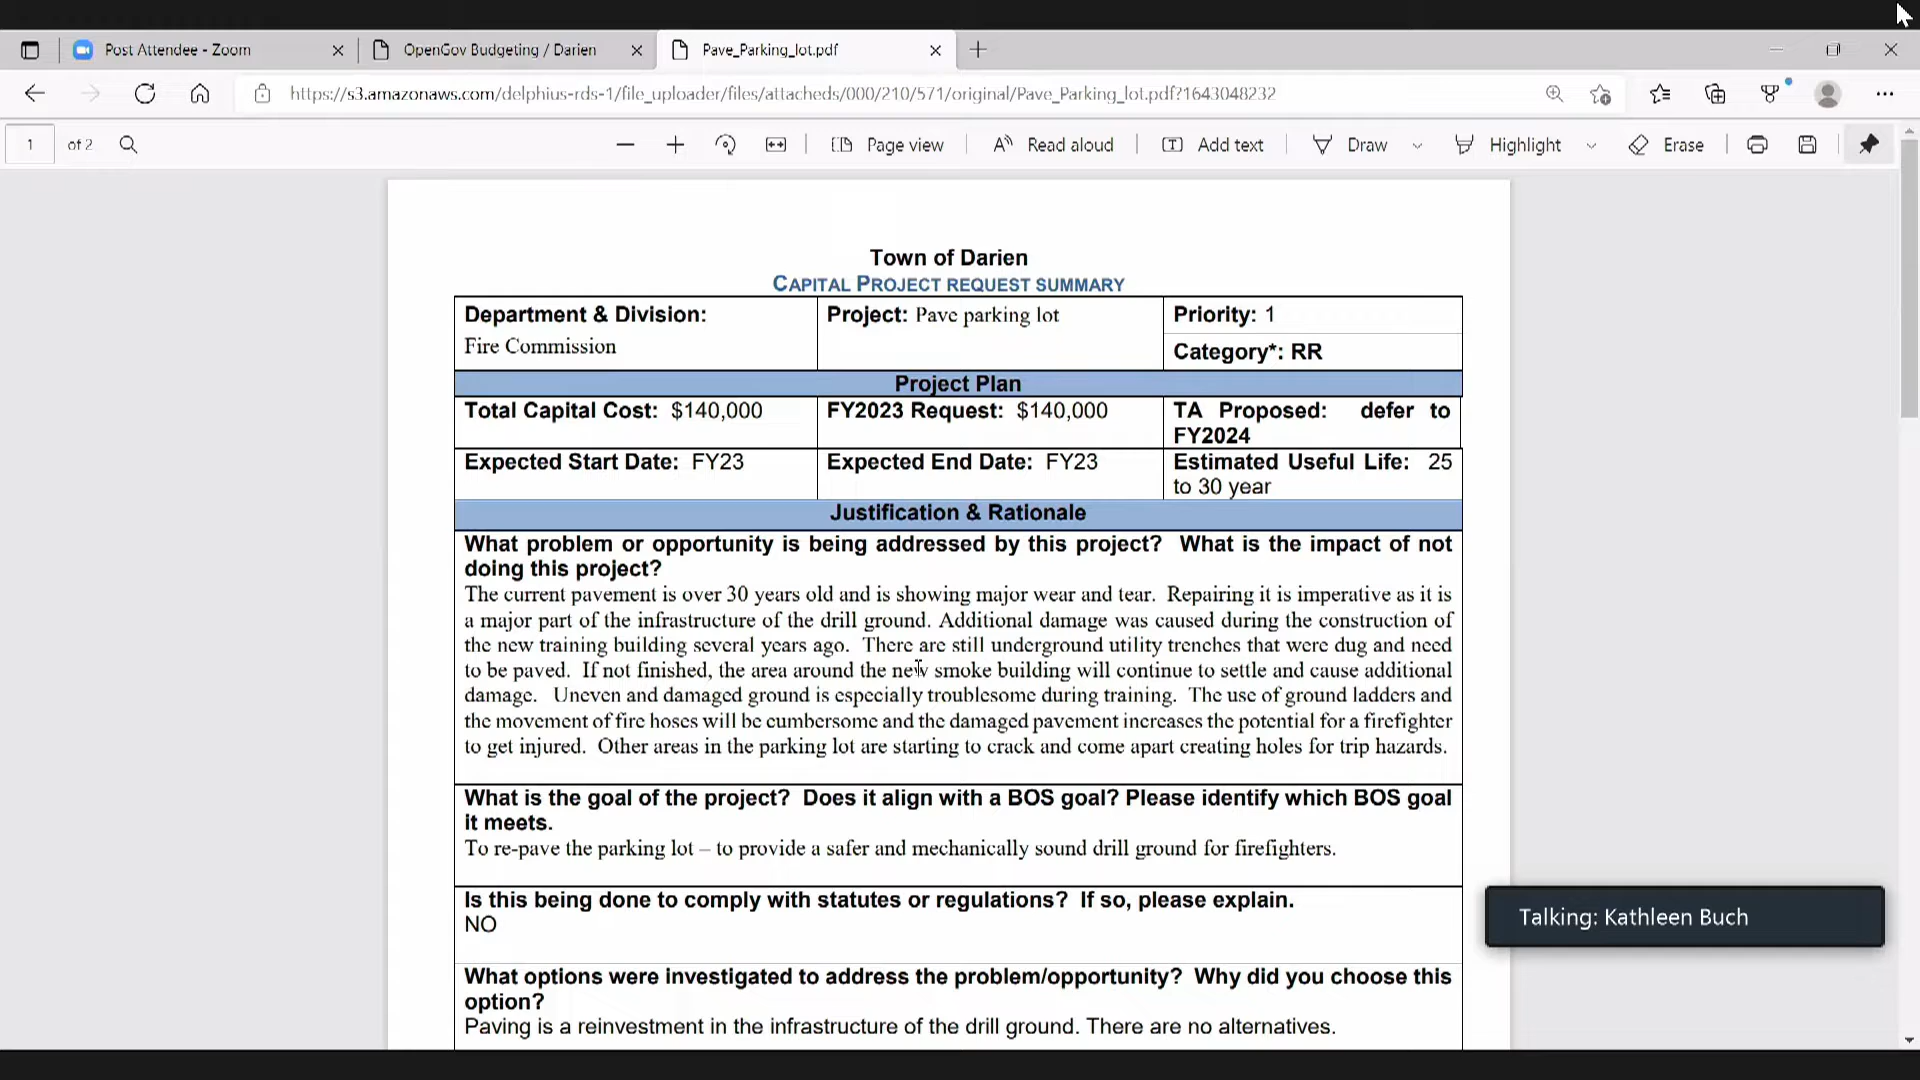 Post Attendee - Zoom
OpenGov Budgeting / Darien
Pave_Parking_lot.pdf
https://s3.amazonaws.com/delphius-rds-1/file_uploader/files/attacheds/000/210/571/original/Pave_Parking_lot.pdf?1643048232
1 of 2 Page view Read aloud Add text Draw Highlight Erase
Town of Darien
CAPITAL PROJECT REQUEST SUMMARY
Department & Division:
Fire Commission
Project: Pave parking lot
Priority: 1
Category*: RR
Project Plan
Total Capital Cost: $140,000
FY2023 Request: $140,000
TA Proposed: defer to
FY2024
Expected Start Date: FY23
Expected End Date: FY23
Estimated Useful Life: 25
to 30 year
Justification & Rationale
What problem or opportunity is being addressed by this project? What is the impact of not
doing this project?
The current pavement is over 30 years old and is showing major wear and tear. Repairing it is imperative as it is
a major part of the infrastructure of the drill ground. Additional damage was caused during the construction of
the new training building several years ago. There are still underground utility trenches that were dug and need
to be paved. If not finished, the area around the new smoke building will continue to settle and cause additional
damage. Uneven and damaged ground is especially troublesome during training. The use of ground ladders and
the movement of fire hoses will be cumbersome and the damaged pavement increases the potential for a firefighter
to get injured. Other areas in the parking lot are starting to crack and come apart creating holes for trip hazards.
What is the goal of the project? Does it align with a BOS goal? Please identify which BOS goal
it meets.
To re-pave the parking lot – to provide a safer and mechanically sound drill ground for firefighters.
Is this being done to comply with statutes or regulations? If so, please explain.
NO
Talking: Kathleen Buch
What options were investigated to address the problem/opportunity? Why did you choose this
option?
Paving is a reinvestment in the infrastructure of the drill ground. There are no alternatives.